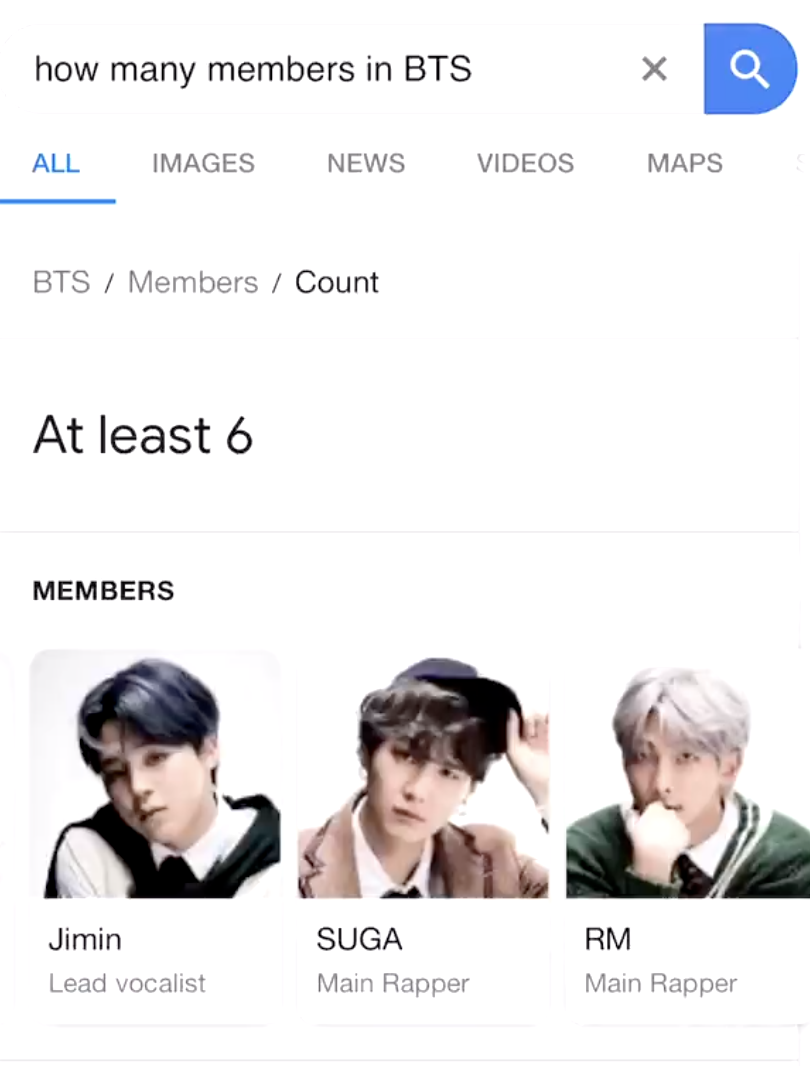 how many members in BTS
ALL IMAGES NEWS VIDEOS MAPS
BTS / Members / Count
At least 6
MEMBERS
Jimin SUGA RM
Lead vocalist Main Rapper Main Rapper